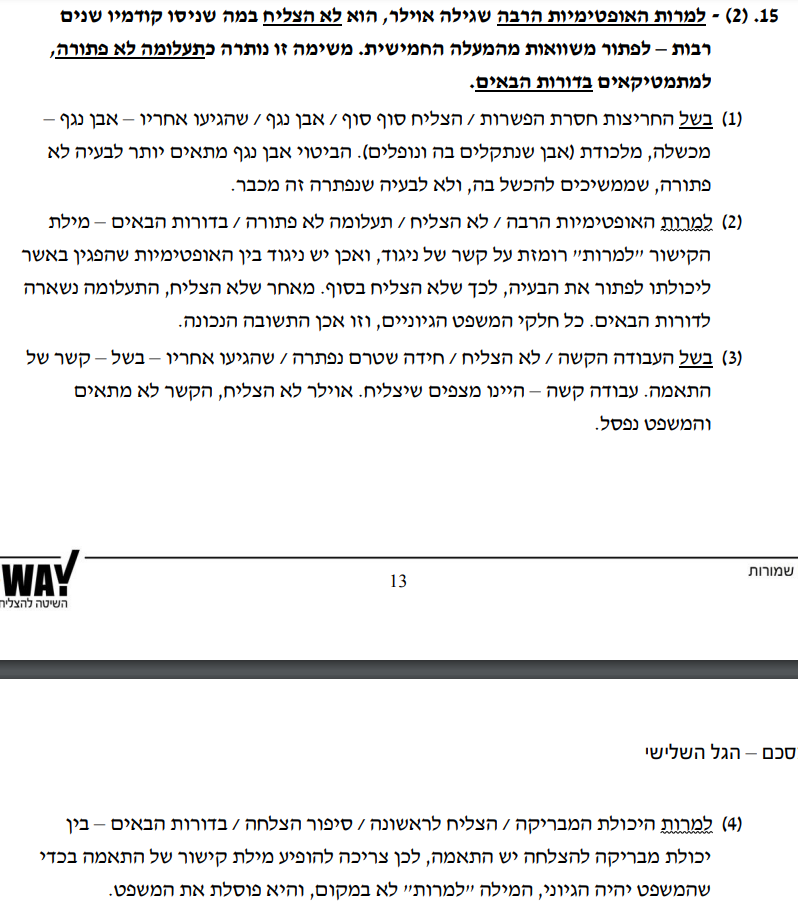 15. (2) - למרות האופטימיות הרבה שגילה אוילר, הוא לא הצליח במה שניסו קודמיו שנים
רבות – לפתור משוואות מהמעלה החמישית. משימה זו נותרה כתעלומה לא פתורה,
למתמטיקאים בדורות הבאים.
(1) בשל החריצות חסרת הפשרות / הצליח סוף סוף / אבן נגף / שהגיעו אחריו – אבן נגף –
מכשלה, מלכודת (אבן שנתקלים בה ונופלים). הביטוי אבן נגף מתאים יותר לבעיה לא
פתורה, שממשיכים להכשל בה, ולא לבעיה שנפתרה זה מכבר.
(2) למרות האופטימיות הרבה / לא הצליח / תעלומה לא פתורה / בדורות הבאים – מילת
הקישור "למרות" רומזת על קשר של ניגוד, ואכן יש ניגוד בין האופטימיות שהפגין באשר
ליכולתו לפתור את הבעיה, לכך שלא הצליח בסוף. מאחר שלא הצליח, התעלומה נשארה
לדורות הבאים. כל חלקי המשפט הגיוניים, וזו אכן התשובה הנכונה.
(3) בשל העבודה הקשה / לא הצליח / חידה שטרם נפתרה / שהגיעו אחריו – בשל – קשר של
התאמה. עבודה קשה – היינו מצפים שיצליח. אוילר לא הצליח, הקשר לא מתאים
והמשפט נפסל.
שמורות
13
WAY
השיטה להצליח
סכם – הגל השלישי
(4) למרות היכולת המבריקה / הצליח לראשונה / סיפור הצלחה / בדורות הבאים – בין
יכולת מבריקה להצלחה יש התאמה, לכן צריכה להופיע מילת קישור של התאמה בכדי
שהמשפט יהיה הגיוני, המילה "למרות" לא במקום, והיא פוסלת את המשפט.